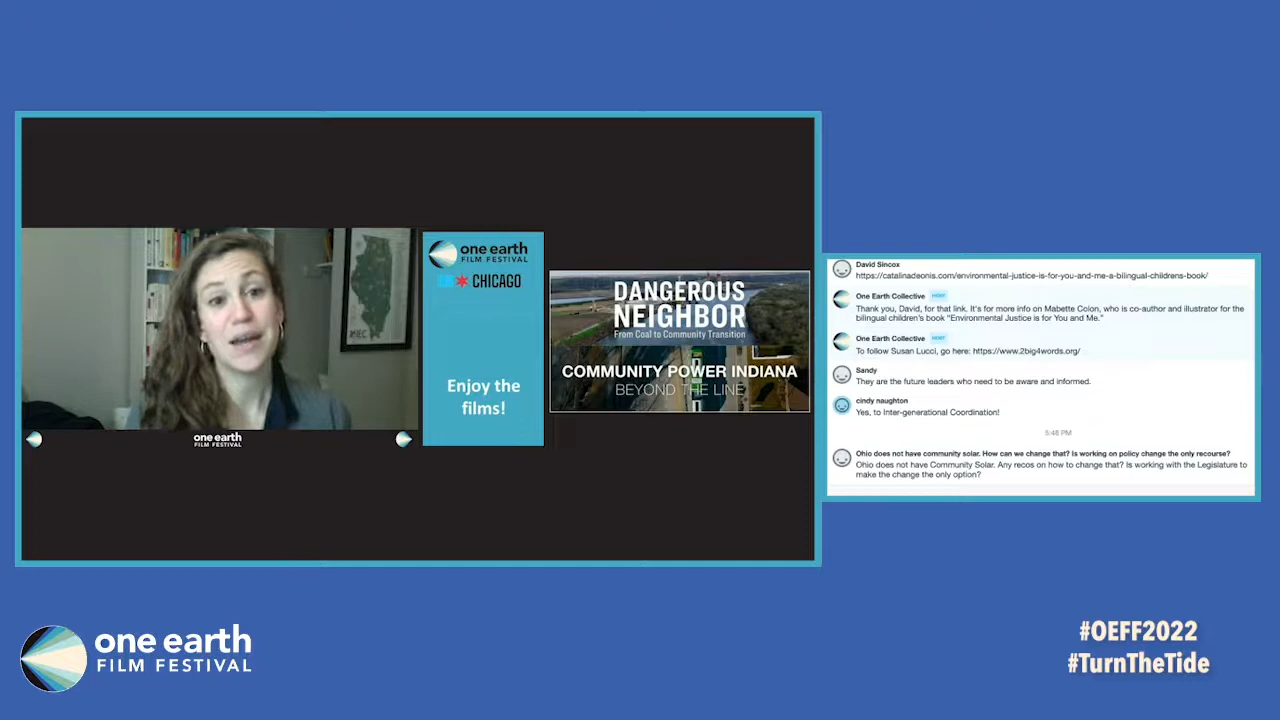 IEC
one earth
FILM FESTIVAL
one earth
FILM FESTIVAL
CHICAGO
Enjoy the
films!
DANGEROUS
NEIGHBOR
From Coal to Community Transition
COMMUNITY POWER INDIANA
BEYOND THE LINE
David Sincox
https://catalinadeonis.com/environmental-justice-is-for-you-and-me-a-bilingual-childrens-book/
One Earth Collective HOST
Thank you, David, for that link. It's for more info on Mabette Colon, who is co-author and illustrator for the
bilingual children's book "Environmental Justice is for You and Me."
One Earth Collective HOST
To follow Susan Lucci, go here: https://www.2big4words.org/
Sandy
They are the future leaders who need to be aware and informed.
cindy naughton
Yes, to Inter-generational Coordination!
5:48 PM
Ohio does not have community solar. How can we change that? Is working on policy change the only recourse?
Ohio does not have Community Solar. Any recos on how to change that? Is working with the Legislature to
make the change the only option?
one earth
FILM FESTIVAL
#OEFF2022
#TurnTheTide